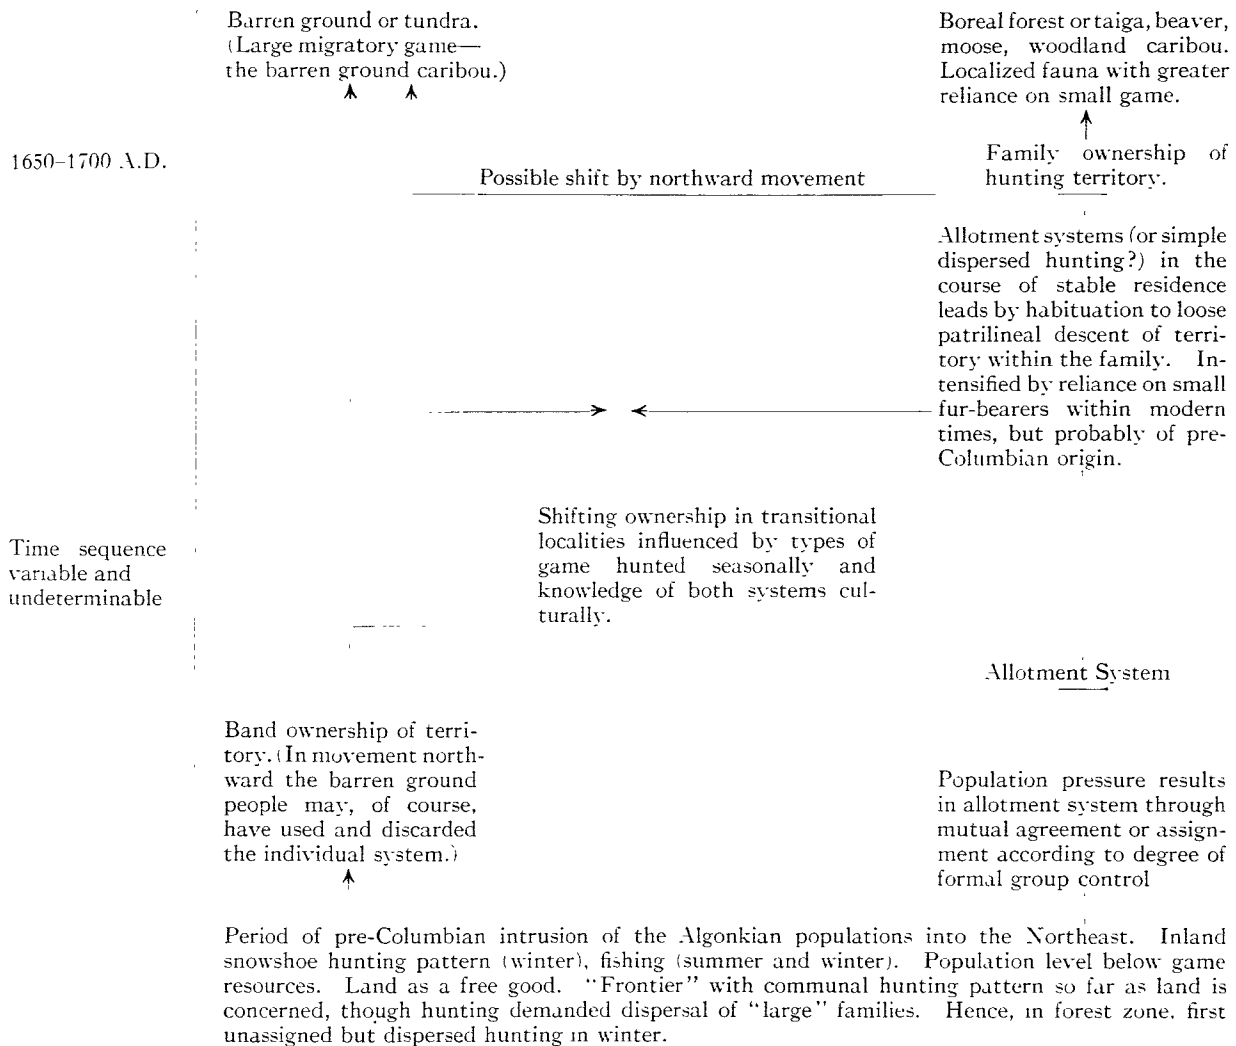 Barren ground or tundra.
(Large migratory game—
the barren ground caribou.)
Boreal forest or taiga, beaver,
moose, woodland caribou.
Localized fauna with greater
reliance on small game.
1650–1700 A.D.
Possible shift by northward movement
Family ownership of
hunting territory.
Allotment systems (or simple
dispersed hunting?) in the
course of stable residence
leads by habituation to loose
patrilineal descent of terri-
tory within the family. In-
tensified by reliance on small
fur-bearers within modern
times, but probably of pre-
Columbian origin.
Time sequence
variable and
undeterminable
Shifting ownership in transitional
localities influenced by types of
game hunted seasonally and
knowledge of both systems cul-
turally.
Allotment System
Band ownership of terri-
tory. (In movement north-
ward the barren ground
people may, of course,
have used and discarded
the individual system.)
Population pressure results
in allotment system through
mutual agreement or assign-
ment according to degree of
formal group control
Period of pre-Columbian intrusion of the Algonkian populations into the Northeast. Inland
snowshoe hunting pattern (winter), fishing (summer and winter). Population level below game
resources. Land as a free good. "Frontier" with communal hunting pattern so far as land is
concerned, though hunting demanded dispersal of "large" families. Hence, in forest zone, first
unassigned but dispersed hunting in winter.